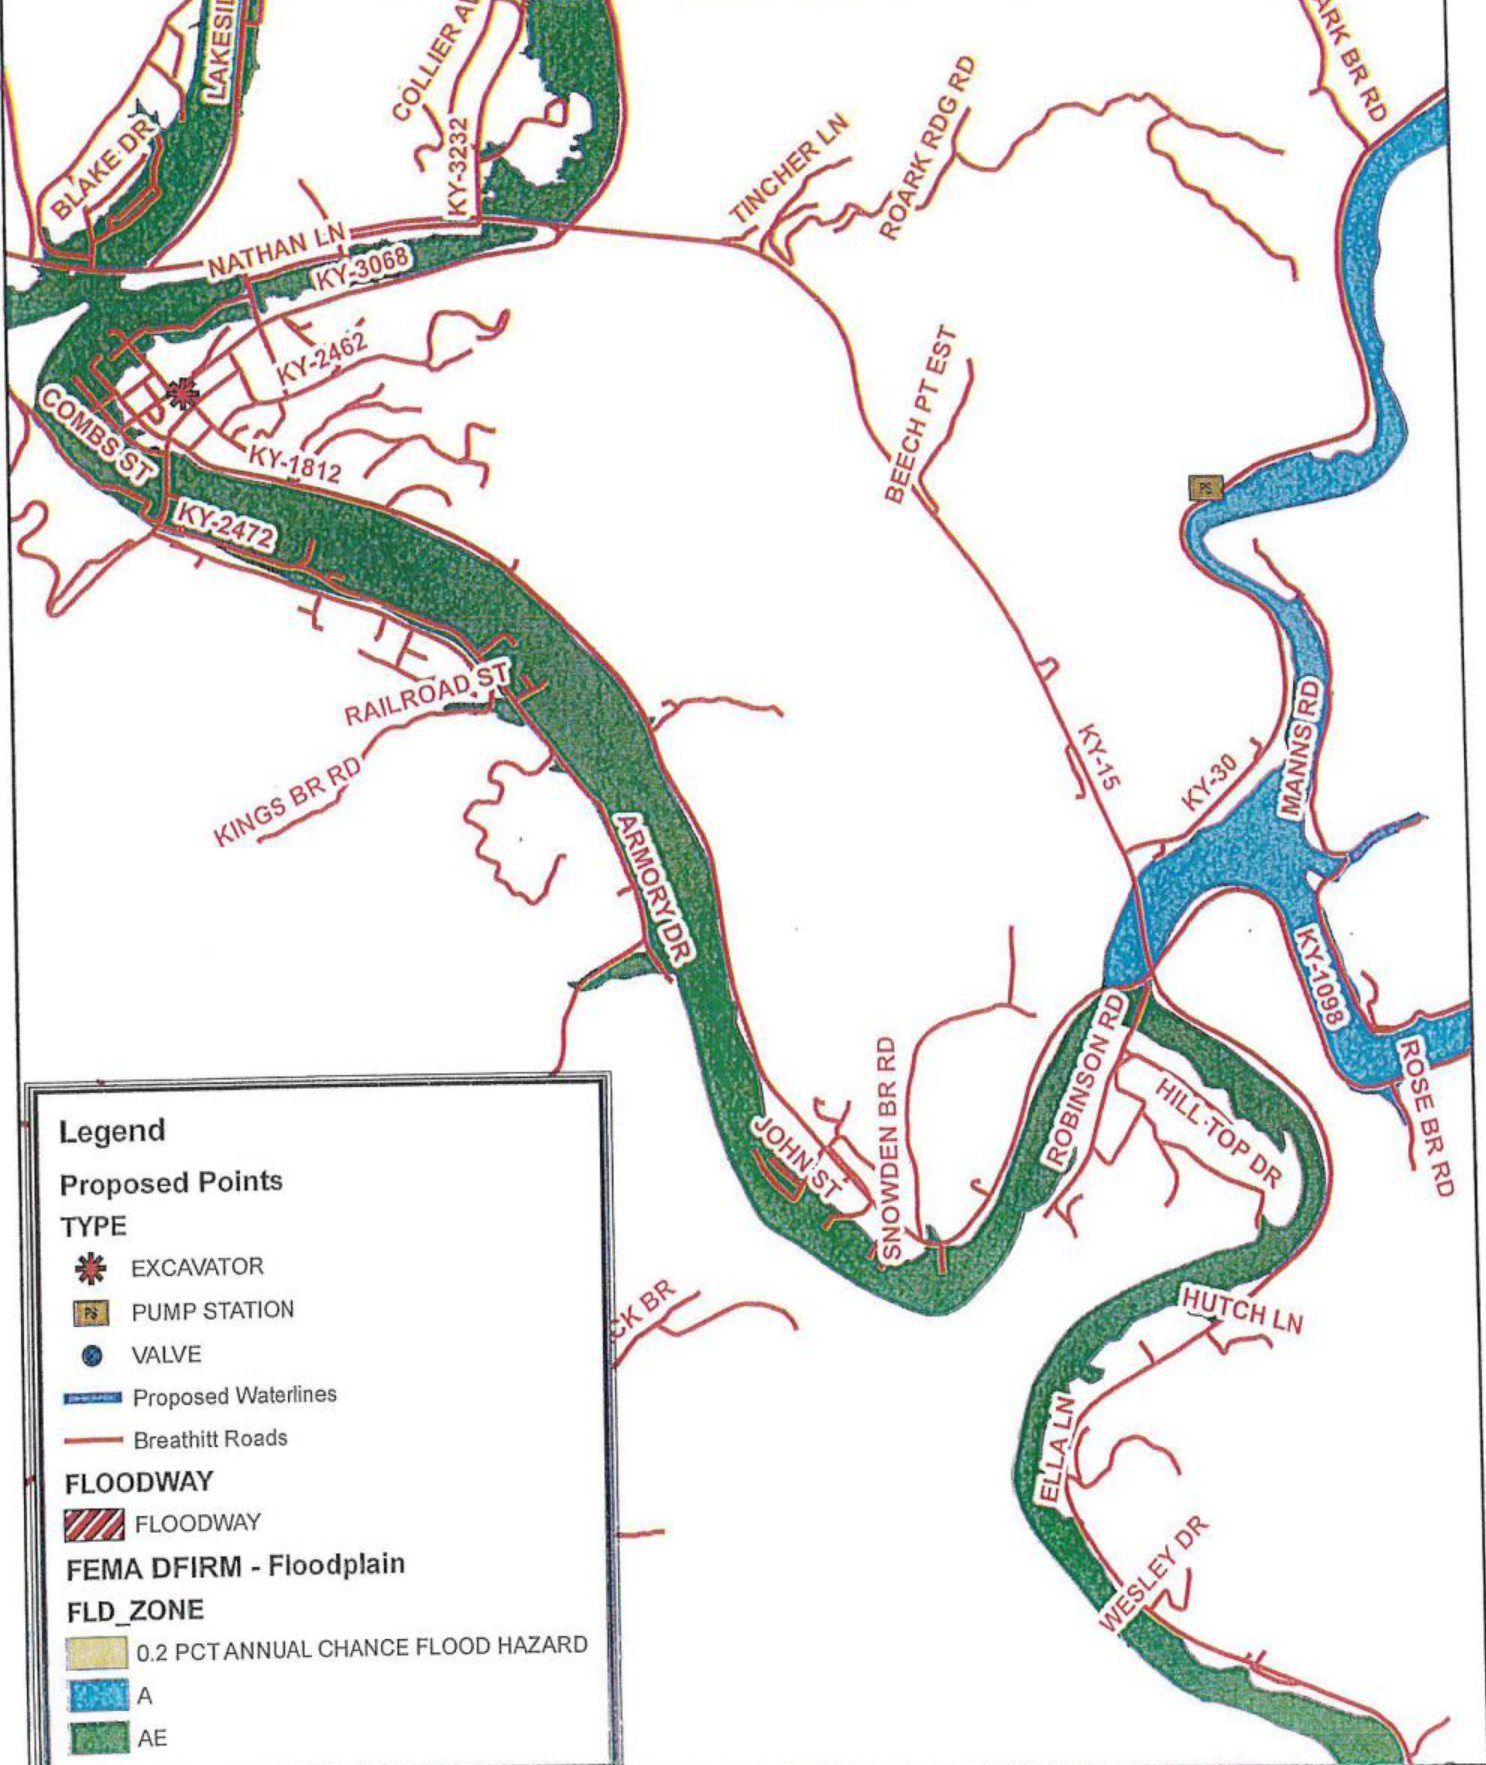 LAKESI
COLLIER A
ARK BR RD
BLAKE DR
KY-3232
TINCHER LN
ROARK RDG RD
NATHAN LN
KY-3068
KY-2462
BEECH PT EST
COMBS ST
KY-1812
PS
KY-2472
RAILROAD ST
MANNS RD
KY-15
KY-30
KINGS BR RD
ARMORY DR
KY-1098
ROBINSON RD
SNOWDEN BR RD
ROSE BR RD
HILL TOP DR
JOHN ST
HUTCH LN
CK BR
ELLA LN
WESLEY DR
Legend
Proposed Points
TYPE
EXCAVATOR
PS PUMP STATION
VALVE
Proposed Waterlines
Breathitt Roads
FLOODWAY
FLOODWAY
FEMA DFIRM - Floodplain
FLD_ZONE
0.2 PCT ANNUAL CHANCE FLOOD HAZARD
A
AE